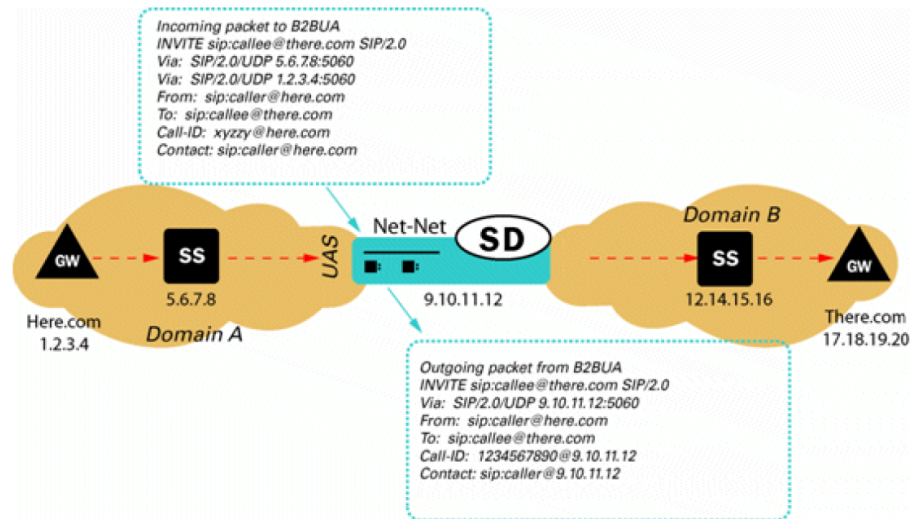 Incoming packet to B2BUA
INVITE sip:callee@there.com SIP/2.0
Via: SIP/2.0/UDP 5.6.7.8:5060
Via: SIP/2.0/UDP 1.2.3.4:5060
From: sip:caller@here.com
To: sip:callee@there.com
Call-ID: xyzzy@here.com
Contact: sip:caller@here.com
Domain B
Net-Net
SD
UAS
GW
SS
SS
GW
5.6.7.8
9.10.11.12
12.14.15.16
Here.com
1.2.3.4
Domain A
There.com
17.18.19.20
Outgoing packet from B2BUA
INVITE sip:callee@there.com SIP/2.0
Via: SIP/2.0/UDP 9.10.11.12:5060
From: sip:caller@here.com
To: sip:callee@there.com
Call-ID: 1234567890@9.10.11.12
Contact: sip:caller@9.10.11.12